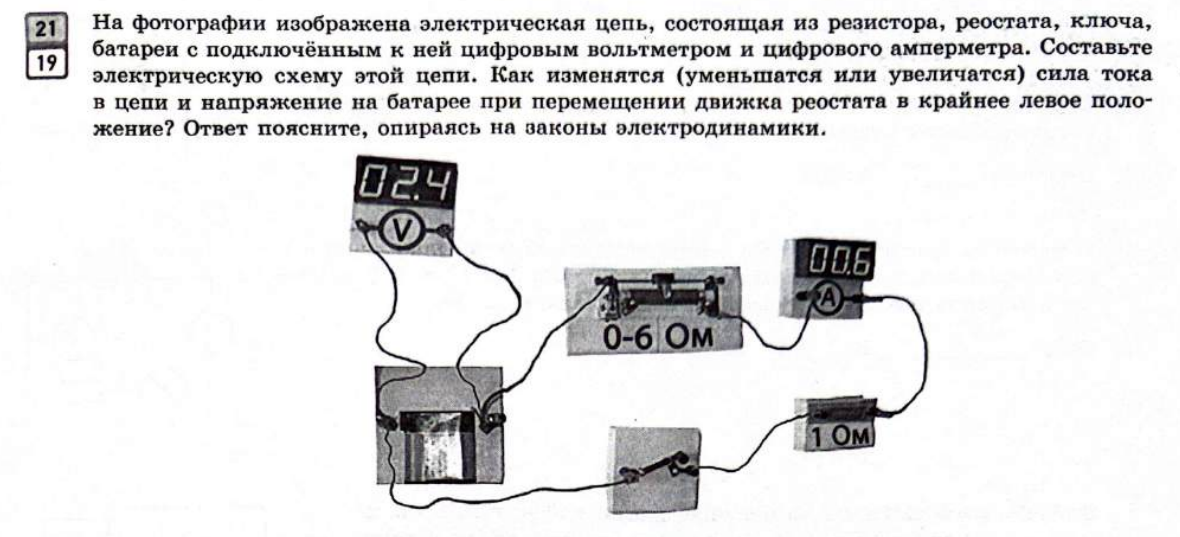 21
19
На фотографии изображена электрическая цепь, состоящая из резистора, реостата, ключа,
батареи с подключённым к ней цифровым вольтметром и цифрового амперметра. Составьте
электрическую схему этой цепи. Как изменятся (уменьшатся или увеличатся) сила тока
в цепи и напряжение на батарее при перемещении движка реостата в крайнее левое поло-
жение? Ответ поясните, опираясь на законы электродинамики.
02.4
V
00.6
A
0-6 Ом
1 Ом